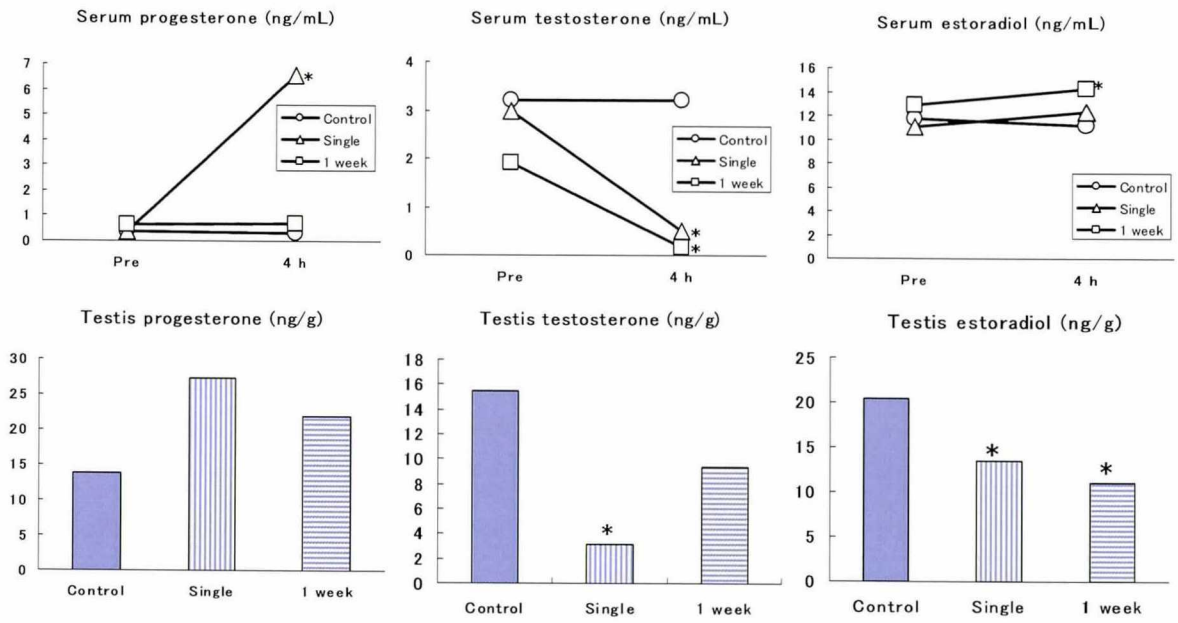 Serum progesterone (ng/mL)
7
6
5
4
3
2
1
0
*
Control
Single
1 week
Pre
4 h
Serum testosterone (ng/mL)
4
3
2
1
0
Control
Single
1 week
*
*
Pre
4 h
Serum estoradiol (ng/mL)
16
14
12
10
8
6
4
2
0
*
Control
Single
1 week
Pre
4 h
Testis progesterone (ng/g)
30
25
20
15
10
5
0
Control
Single
1 week
Testis testosterone (ng/g)
18
16
14
12
10
8
6
4
2
0
*
Control
Single
1 week
Testis estoradiol (ng/g)
25
20
15
10
5
0
*
*
Control
Single
1 week